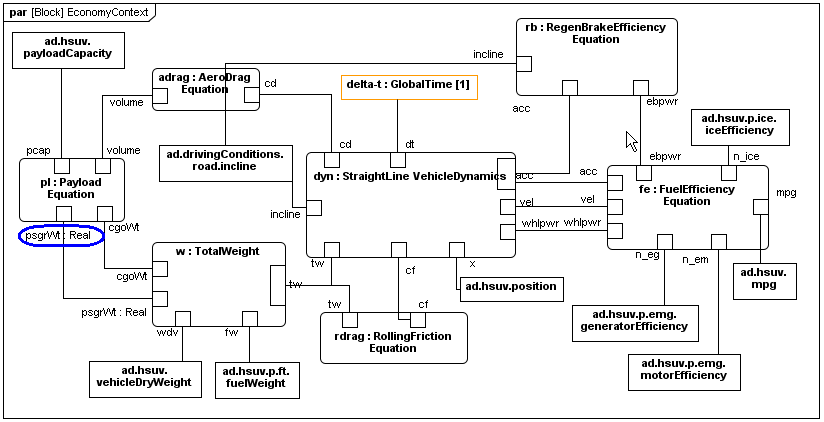 par [Block] EconomyContext
ad.hsuv.
payloadCapacity
rb : RegenBrakeEfficiency
Equation
incline
acc
ebpwr
adrag : AeroDrag
Equation
cd
volume
delta-t : GlobalTime [1]
ad.hsuv.p.ice.
iceEfficiency
pcap
volume
ad.drivingConditions.
road.incline
cd
dt
ebpwr
n_ice
pl : Payload
Equation
dyn : StraightLine VehicleDynamics
acc
acc
fe : FuelEfficiency
Equation
mpg
vel
vel
incline
whlpwr
whlpwr
psgrWt : Real
cgoWt
w : TotalWeight
tw
cf
x
n_eg
n_em
ad.hsuv.
mpg
cgoWt
tw
ad.hsuv.position
psgrWt : Real
tw
cf
ad.hsuv.p.emg.
generatorEfficiency
wdv
fw
rdrag : RollingFriction
Equation
ad.hsuv.
vehicleDryWeight
ad.hsuv.p.ft.
fuelWeight
ad.hsuv.p.emg.
motorEfficiency